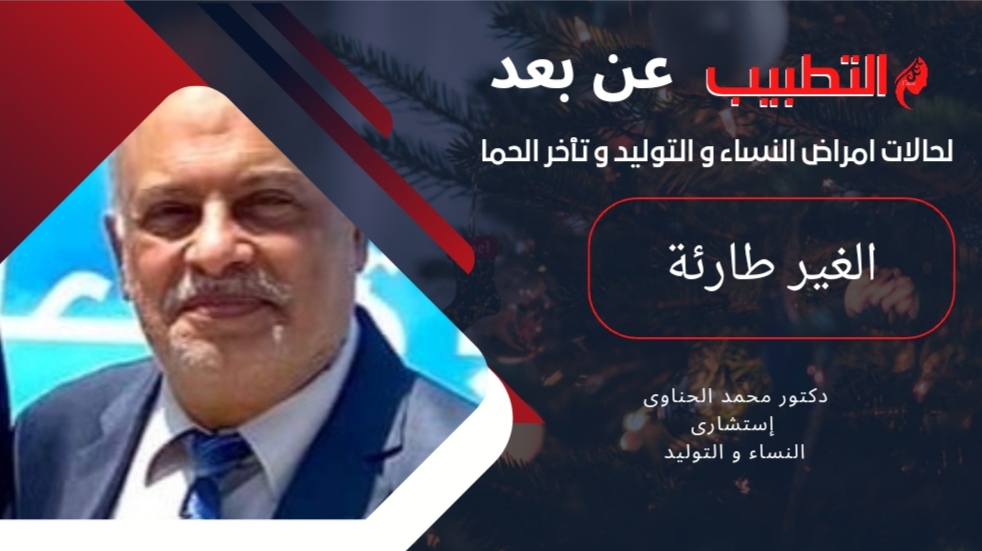 التطبيب عن بعد
لحالات امراض النساء و التوليد و تأخر الحما
الغير طارئة
دكتور محمد الحناوى
إستشارى
النساء و التوليد